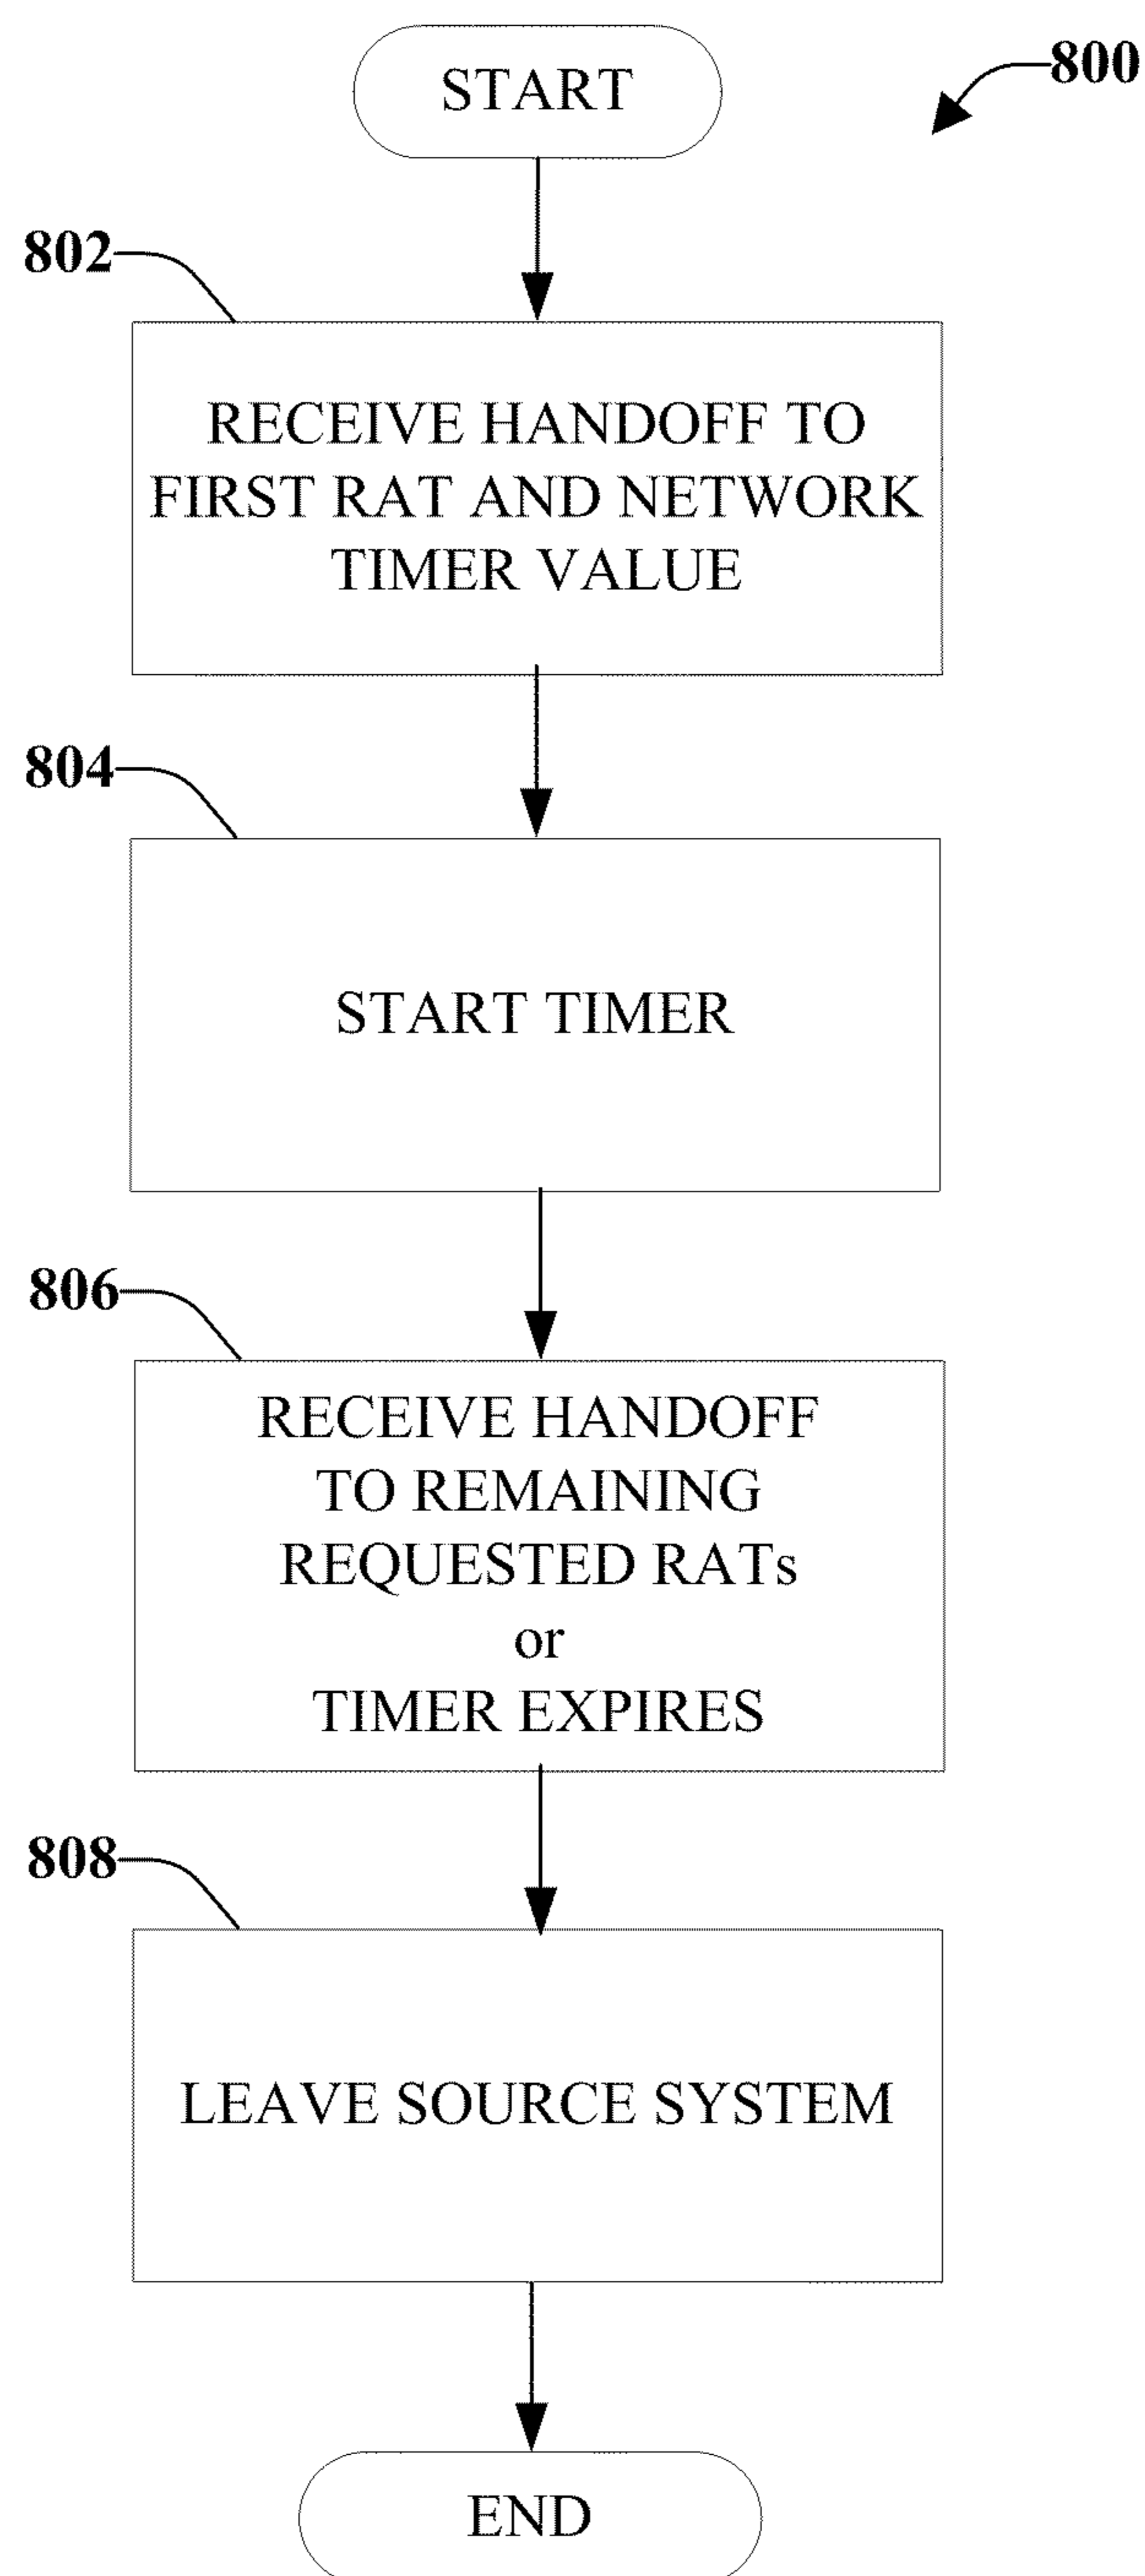 START
800
802
RECEIVE HANDOFF TO
FIRST RAT AND NETWORK
TIMER VALUE
804
START TIMER
806
RECEIVE HANDOFF
TO REMAINING
REQUESTED RATs
or
TIMER EXPIRES
808
LEAVE SOURCE SYSTEM
END